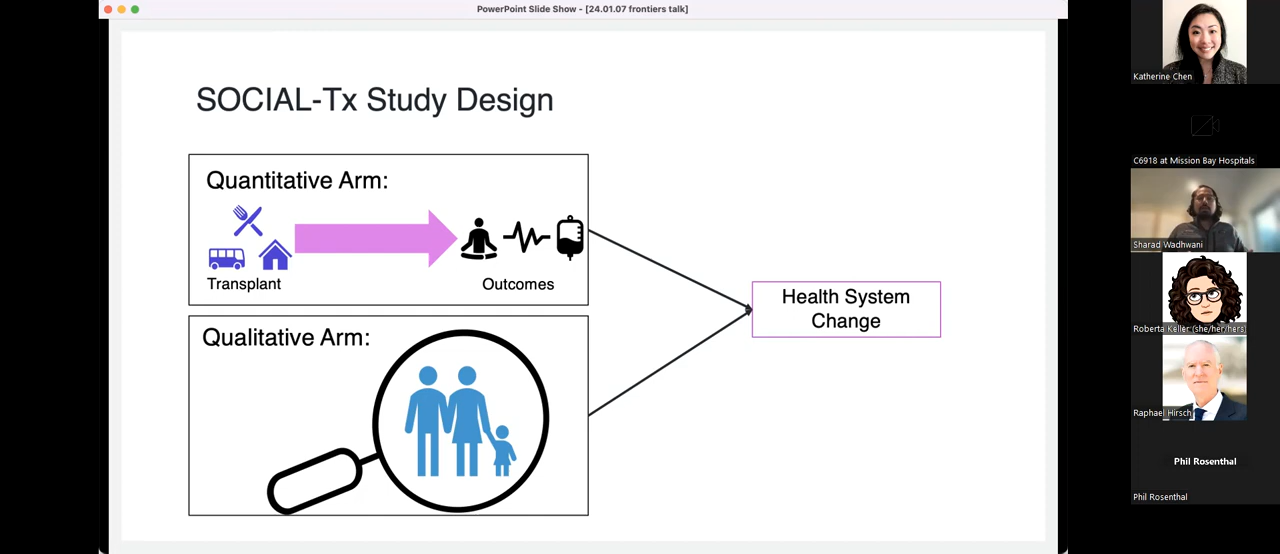 PowerPoint Slide Show - [24.01.07 frontiers talk]
SOCIAL-Tx Study Design
Quantitative Arm:
Transplant
Outcomes
Qualitative Arm:
Health System
Change
Katherine Chen
C6918 at Mission Bay Hospitals
Sharad Wadhwani
Roberta Keller (she/her/hers)
Raphael Hirsch
Phil Rosenthal
Phil Rosenthal